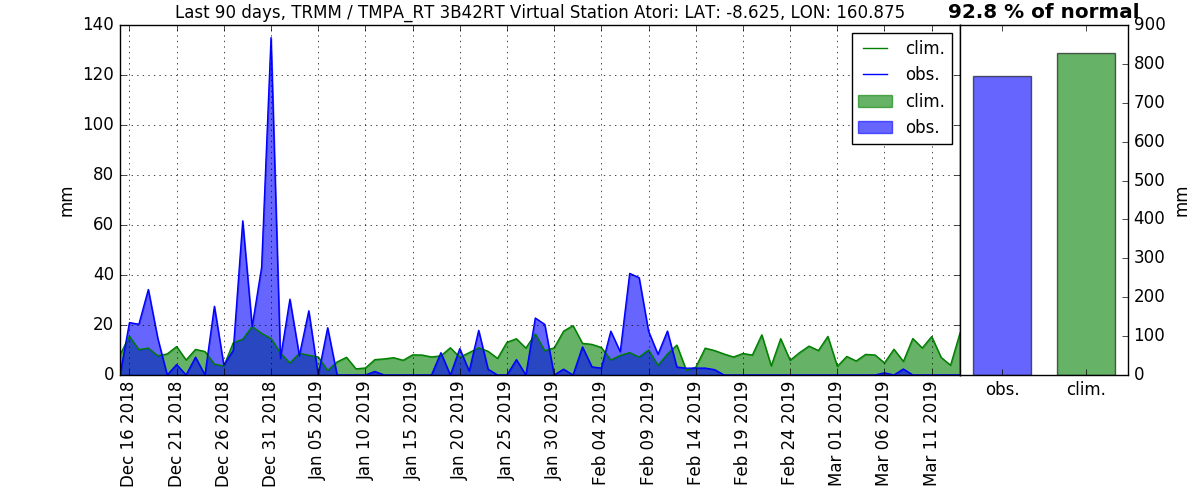 Last 90 days, TRMM / TMPA_RT 3B42RT Virtual Station Atori: LAT: -8.625, LON: 160.875
92.8 % of normal
140
120
100
80
60
40
20
0
mm
clim.
obs.
clim.
obs.
Dec 16 2018
Dec 21 2018
Dec 26 2018
Dec 31 2018
Jan 05 2019
Jan 10 2019
Jan 15 2019
Jan 20 2019
Jan 25 2019
Jan 30 2019
Feb 04 2019
Feb 09 2019
Feb 14 2019
Feb 19 2019
Feb 24 2019
Mar 01 2019
Mar 06 2019
Mar 11 2019
900
800
700
600
500
400
300
200
100
0
mm
obs.
clim.